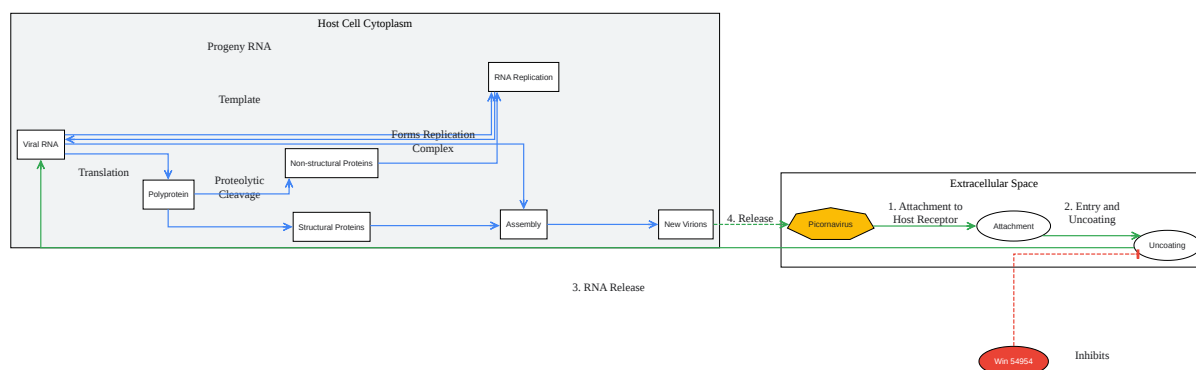 Host Cell Cytoplasm
Progeny RNA
RNA Replication
Template
Viral RNA
Forms Replication
Complex
Non-structural Proteins
Translation
Proteolytic
Cleavage
Polyprotein
Structural Proteins
Assembly
New Virions
4. Release
Extracellular Space
Picornavirus
1. Attachment to
Host Receptor
Attachment
2. Entry and
Uncoating
Uncoating
3. RNA Release
Win 54954
Inhibits